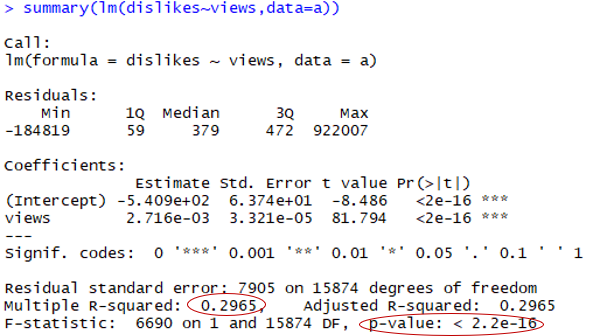 > summary(lm(dislikes~views,data=a))
Call:
lm(formula = dislikes ~ views, data = a)
Residuals:
Min 1Q Median 3Q Max
-184819 59 379 472 922007
Coefficients:
Estimate Std. Error t value Pr(>|t|)
(Intercept) -5.409e+02 6.374e+01 -8.486 <2e-16 ***
views 2.716e-03 3.321e-05 81.794 <2e-16 ***
---
Signif. codes: 0 '***' 0.001 '**' 0.01 '*' 0.05 '.' 0.1 ' ' 1
Residual standard error: 7905 on 15874 degrees of freedom
Multiple R-squared: 0.2965, Adjusted R-squared: 0.2965
F-statistic: 6690 on 1 and 15874 DF, p-value: < 2.2e-16